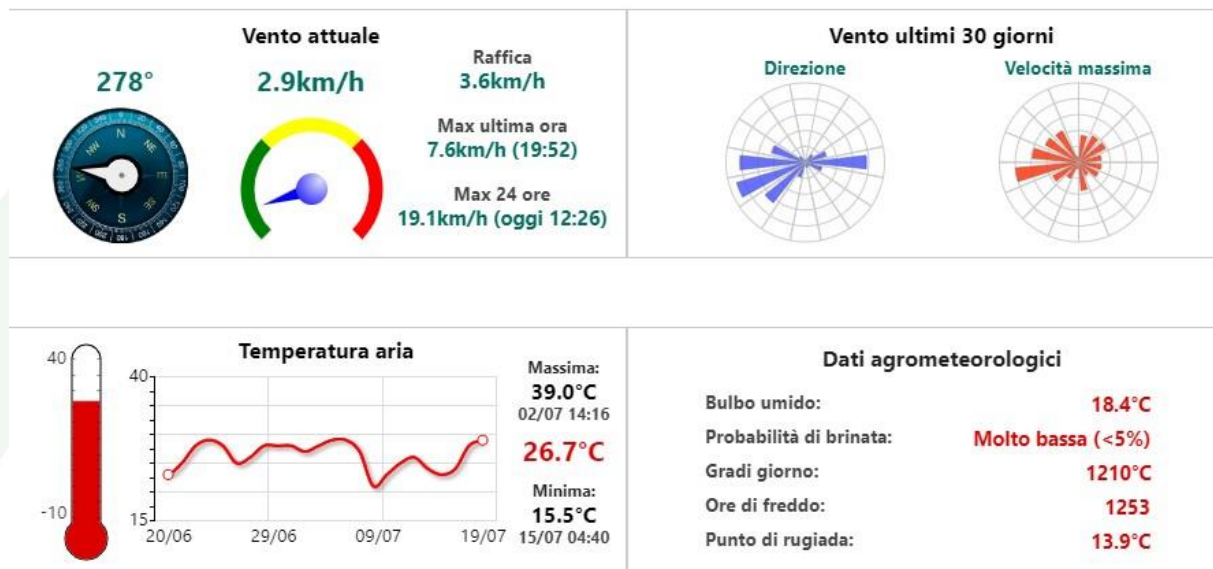 Vento attuale
278°
2.9km/h
Raffica
3.6km/h
Max ultima ora
7.6km/h (19:52)
Max 24 ore
19.1km/h (oggi 12:26)
N
NE
E
SE
S
SW
W
NW
Vento ultimi 30 giorni
Direzione
Velocità massima
Temperatura aria
40
-10
40
15
20/06
29/06
09/07
19/07
Massima:
39.0°C
02/07 14:16
26.7°C
Minima:
15.5°C
15/07 04:40
Dati agrometeorologici
Bulbo umido: 18.4°C
Probabilità di brinata: Molto bassa (<5%)
Gradi giorno: 1210°C
Ore di freddo: 1253
Punto di rugiada: 13.9°C